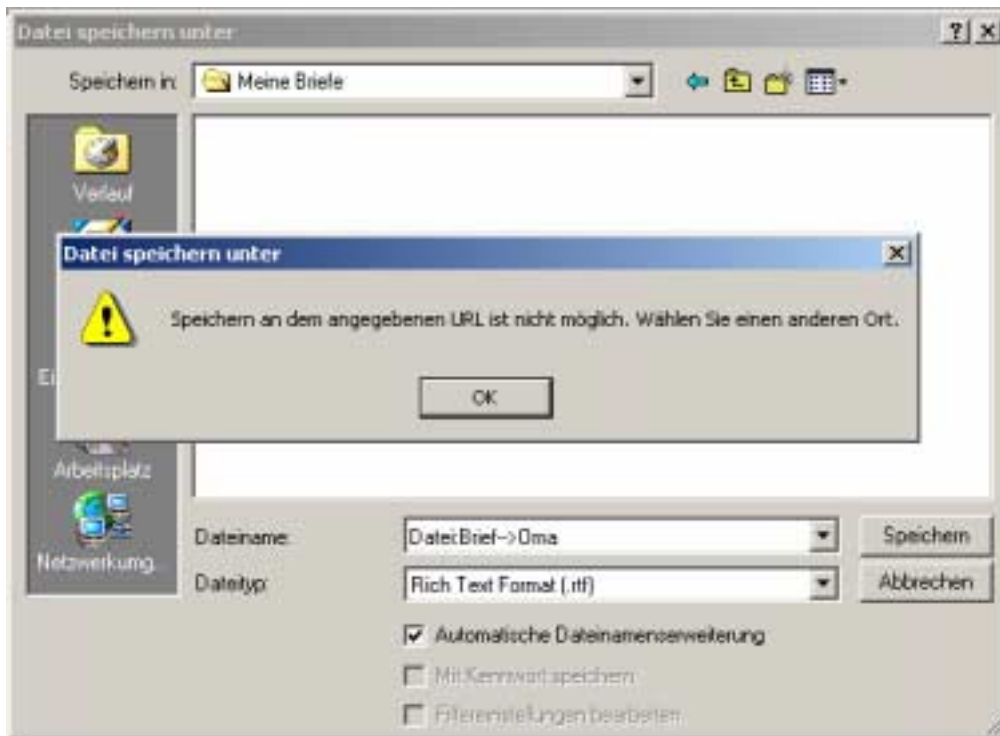 Datei speichern unter
Speichern in:
Meine Briefe
Verlauf
Datei speichern unter
Speichern an dem angegebenen URL ist nicht möglich. Wählen Sie einen anderen Ort.
Ei
OK
Arbeitsplatz
Netzwerkumg...
Dateiname:
Datei:Brief-->Oma
Speichern
Dateityp:
Rich Text Format (.rtf)
Abbrechen
Automatische Dateinamenserweiterung
Mit Kennwort speichern
Filtereinstellungen bearbeiten